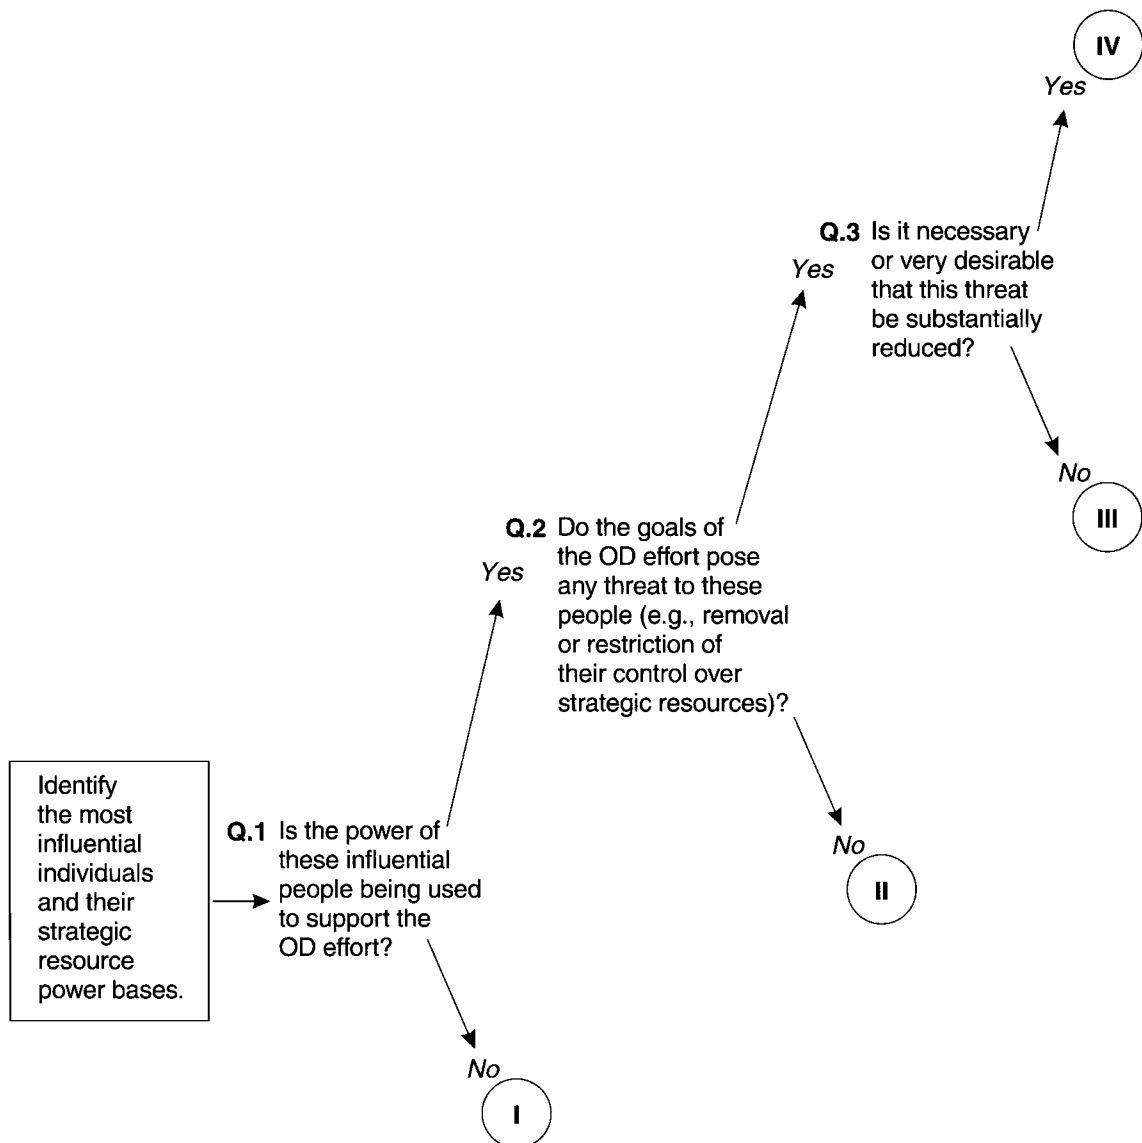 IV
Yes
Q.3 Is it necessary
or very desirable
that this threat
be substantially
reduced?
Yes
No
III
Q.2 Do the goals of
the OD effort pose
any threat to these
people (e.g., removal
or restriction of
their control over
strategic resources)?
Yes
No
II
Identify
the most
influential
individuals
and their
strategic
resource
power bases.
Q.1 Is the power of
these influential
people being used
to support the
OD effort?
No
I